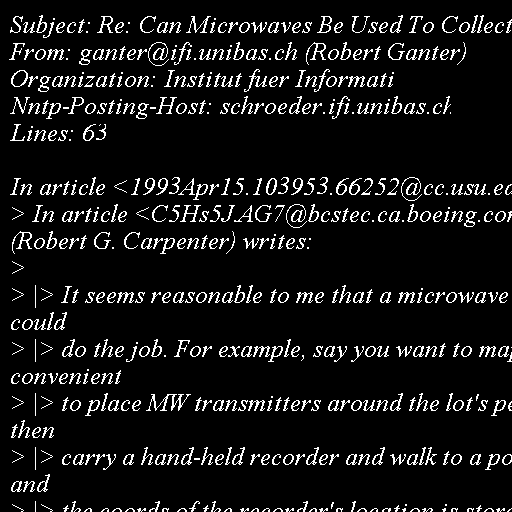 Subject: Re: Can Microwaves Be Used To Collect
From: ganter@ifi.unibas.ch (Robert Ganter)
Organization: Institut fuer Informati
Nntp-Posting-Host: schroeder.ifi.unibas.ch
Lines: 63

In article <1993Apr15.103953.66252@cc.usu.ed
> In article <C5Hs5J.AG7@bcstec.ca.boeing.com
(Robert G. Carpenter) writes:
>
> |> It seems reasonable to me that a microwave
could
> |> do the job. For example, say you want to map
convenient
> |> to place MW transmitters around the lot's pe
then
> |> carry a hand-held recorder and walk to a po
and
> |> the coords of the recorder's location is store